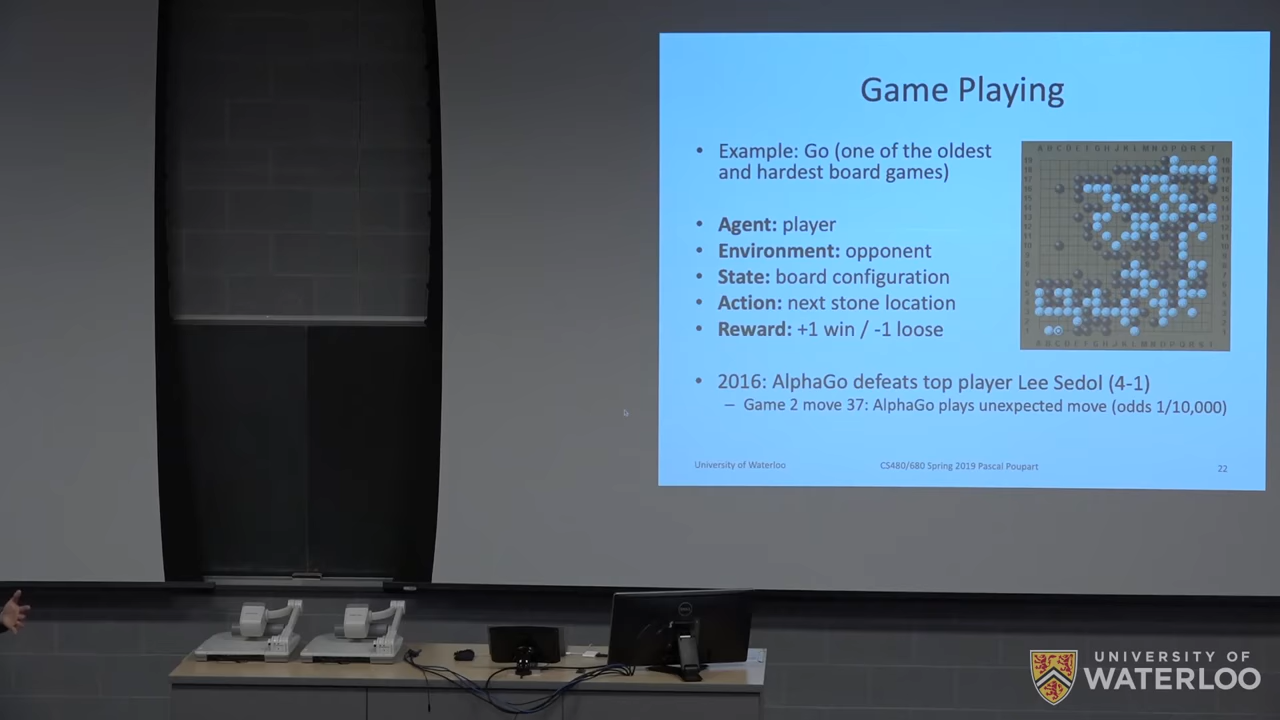 Game Playing
• Example: Go (one of the oldest
and hardest board games)
• Agent: player
• Environment: opponent
• State: board configuration
• Action: next stone location
• Reward: +1 win / -1 loose
• 2016: AlphaGo defeats top player Lee Sedol (4-1)
– Game 2 move 37: AlphaGo plays unexpected move (odds 1/10,000)
University of Waterloo
CS480/680 Spring 2019 Pascal Poupart
22
UNIVERSITY OF
WATERLOO